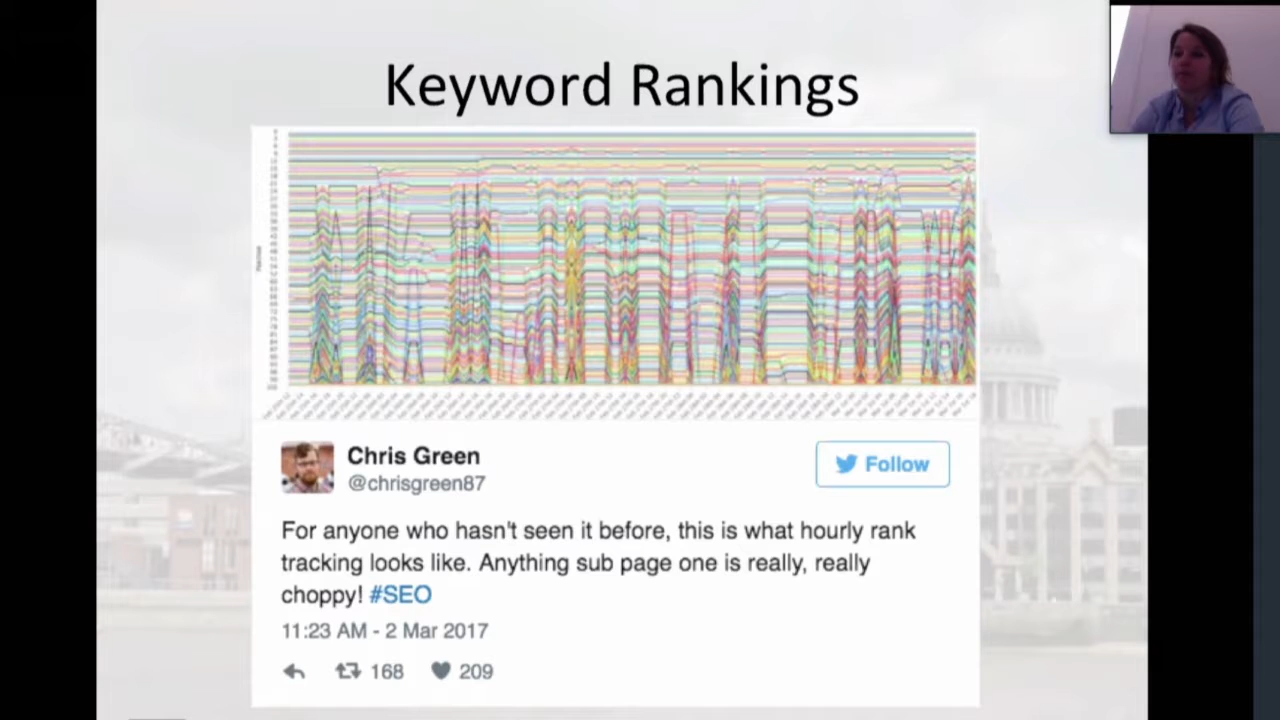 Keyword Rankings
Chris Green
@chrisgreen87
Follow
For anyone who hasn't seen it before, this is what hourly rank
tracking looks like. Anything sub page one is really, really
choppy! #SEO
11:23 AM - 2 Mar 2017
168 209